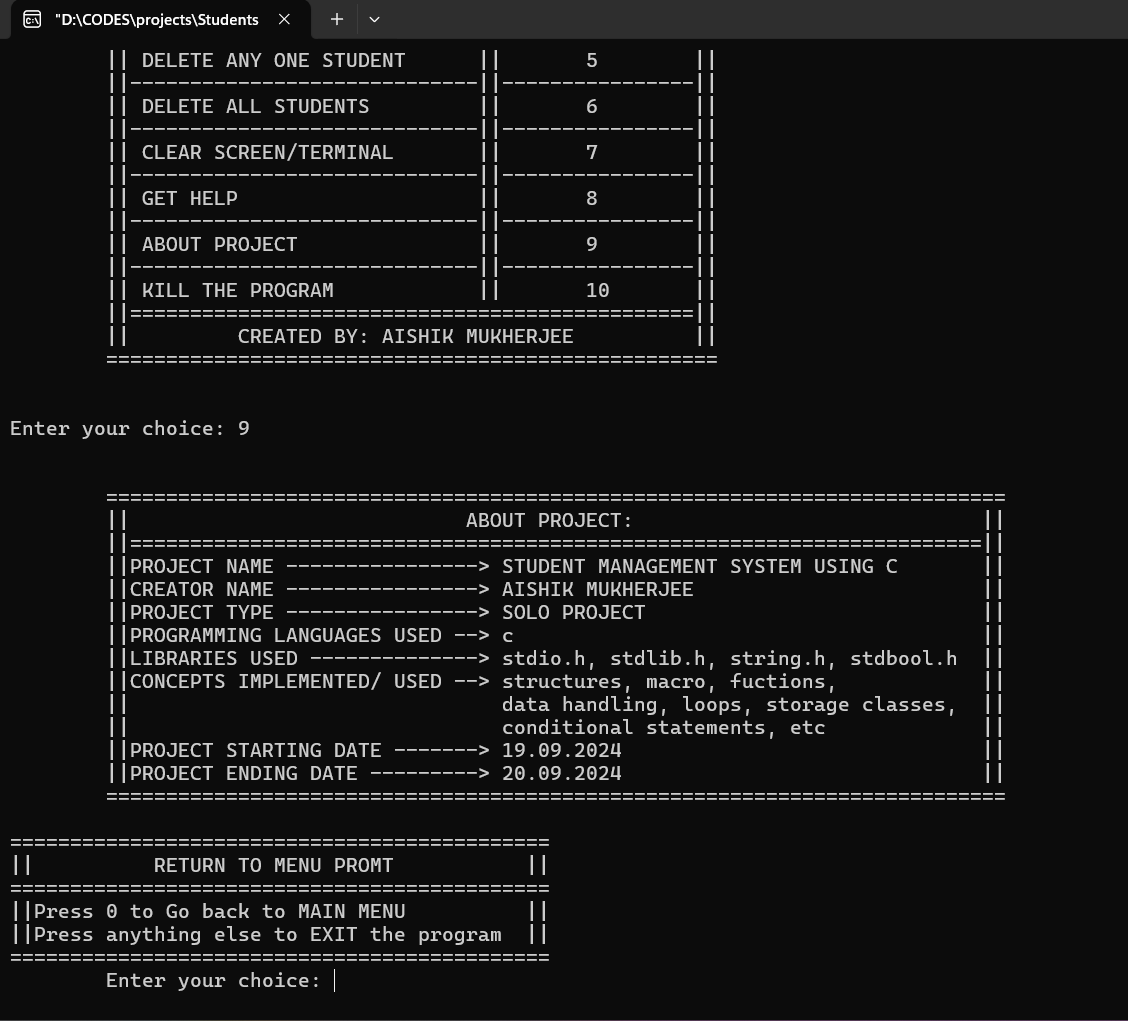 "D:\CODES\projects\Students
|| DELETE ANY ONE STUDENT      ||       5        ||
||-----------------------------||----------------||
|| DELETE ALL STUDENTS         ||       6        ||
||-----------------------------||----------------||
|| CLEAR SCREEN/TERMINAL       ||       7        ||
||-----------------------------||----------------||
|| GET HELP                    ||       8        ||
||-----------------------------||----------------||
|| ABOUT PROJECT               ||       9        ||
||-----------------------------||----------------||
|| KILL THE PROGRAM            ||       10       ||
||===============================================||
||         CREATED BY: AISHIK MUKHERJEE          ||
===================================================
Enter your choice: 9
===========================================================================
||                            ABOUT PROJECT:                             ||
||=======================================================================||
||PROJECT NAME ----------------> STUDENT MANAGEMENT SYSTEM USING C       ||
||CREATOR NAME ----------------> AISHIK MUKHERJEE                        ||
||PROJECT TYPE ----------------> SOLO PROJECT                            ||
||PROGRAMMING LANGUAGES USED --> c                                       ||
||LIBRARIES USED --------------> stdio.h, stdlib.h, string.h, stdbool.h  ||
||CONCEPTS IMPLEMENTED/ USED --> structures, macro, fuctions,            ||
||                               data handling, loops, storage classes,  ||
||                               conditional statements, etc             ||
||PROJECT STARTING DATE -------> 19.09.2024                              ||
||PROJECT ENDING DATE ---------> 20.09.2024                              ||
===========================================================================
=============================================
||          RETURN TO MENU PROMT           ||
=============================================
||Press 0 to Go back to MAIN MENU          ||
||Press anything else to EXIT the program  ||
=============================================
Enter your choice: